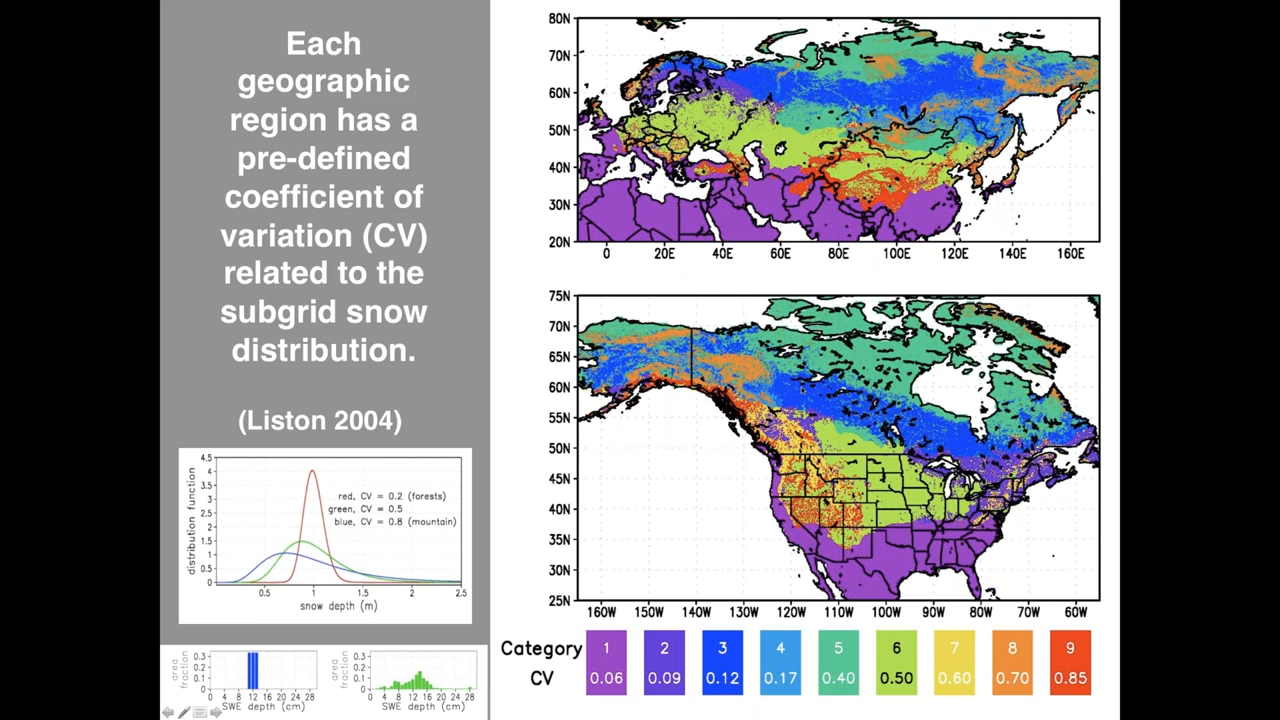 Each
geographic
region has a
pre-defined
coefficient of
variation (CV)
related to the
subgrid snow
distribution.
(Liston 2004)
4.5
4
3.5
3
2.5
2
1.5
1
0.5
0
distribution function
red, CV = 0.2 (forests)
green, CV = 0.5
blue, CV = 0.8 (mountain)
0.5 1 1.5 2 2.5
snow depth (m)
area
fraction
0.3
0.2
0.1
0
0 4 8 12 16 20 24 28
SWE depth (cm)
area
fraction
0.3
0.2
0.1
0
4 8 12 16 20 24 28
SWE depth (cm)
80N
70N
60N
50N
40N
30N
20N
0 20E 40E 60E 80E 100E 120E 140E 160E
75N
70N
65N
60N
55N
50N
45N
40N
35N
30N
25N
160W 150W 140W 130W 120W 110W 100W 90W 80W 70W 60W
Category 1 2 3 4 5 6 7 8 9
CV 0.06 0.09 0.12 0.17 0.40 0.50 0.60 0.70 0.85